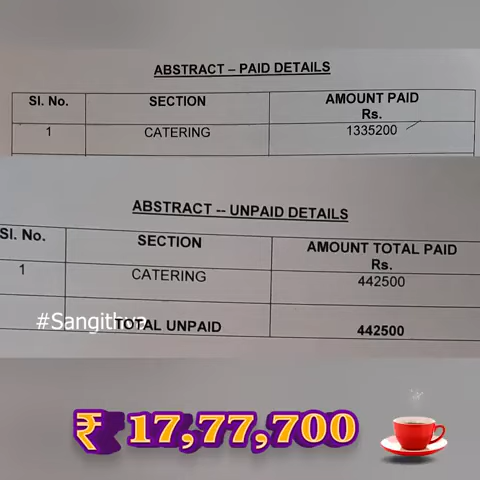 ABSTRACT – PAID DETAILS
Sl. No. SECTION AMOUNT PAID Rs.
1 CATERING 1335200
ABSTRACT -- UNPAID DETAILS
Sl. No. SECTION AMOUNT TOTAL PAID Rs.
1 CATERING 442500
TOTAL UNPAID 442500
#Sangithya
₹ 17,77,700